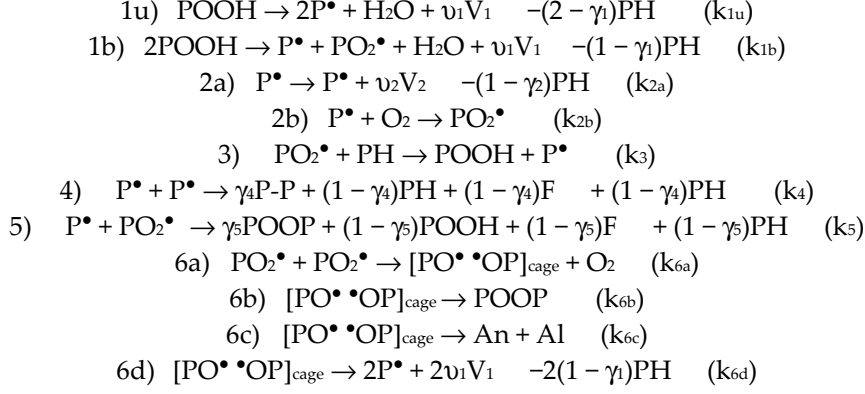 1u) POOH → 2P• + H₂O + υ₁V₁ −(2 − γ₁)PH (k₁ᵤ)
1b) 2POOH → P• + PO₂• + H₂O + υ₁V₁ −(1 − γ₁)PH (k1b)
2a) P• → P• + υ₂V₂ −(1 − γ₂)PH (k2a)
2b) P• + O₂ → PO₂• (k2b)
3) PO₂• + PH → POOH + P• (k₃)
4) P• + P• → γ₄P-P + (1 − γ₄)PH + (1 − γ₄)F + (1 − γ₄)PH (k₄)
5) P• + PO₂• → γ₅POOP + (1 − γ₅)POOH + (1 − γ₅)F + (1 − γ₅)PH (k₅)
6a) PO₂• + PO₂• → [PO• •OP]cage + O₂ (k6a)
6b) [PO• •OP]cage → POOP (k6b)
6c) [PO• •OP]cage → An + Al (k6c)
6d) [PO• •OP]cage → 2P• + 2υ₁V₁ −2(1 − γ₁)PH (k6d)